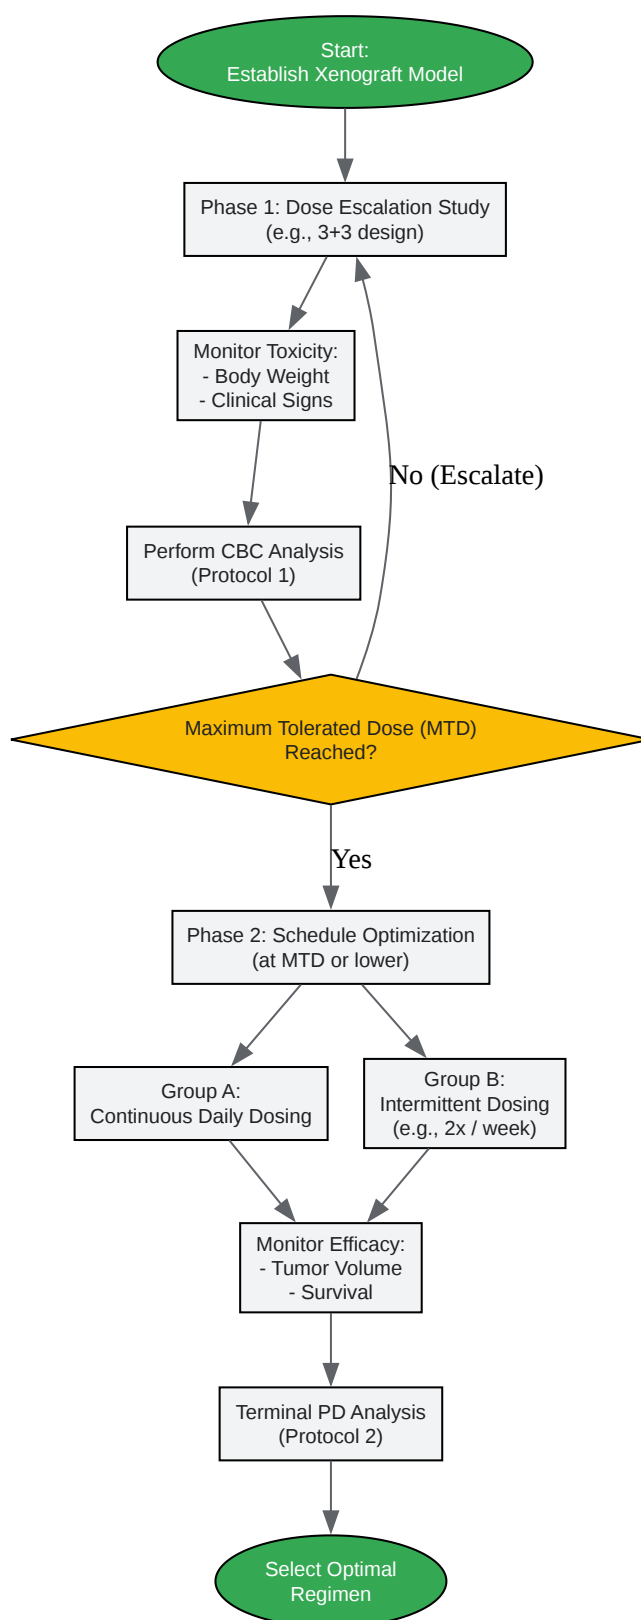 Start:
Establish Xenograft Model
Phase 1: Dose Escalation Study
(e.g., 3+3 design)
Monitor Toxicity:
- Body Weight
- Clinical Signs
No (Escalate)
Perform CBC Analysis
(Protocol 1)
Maximum Tolerated Dose (MTD)
Reached?
Yes
Phase 2: Schedule Optimization
(at MTD or lower)
Group A:
Continuous Daily Dosing
Group B:
Intermittent Dosing
(e.g., 2x / week)
Monitor Efficacy:
- Tumor Volume
- Survival
Terminal PD Analysis
(Protocol 2)
Select Optimal
Regimen